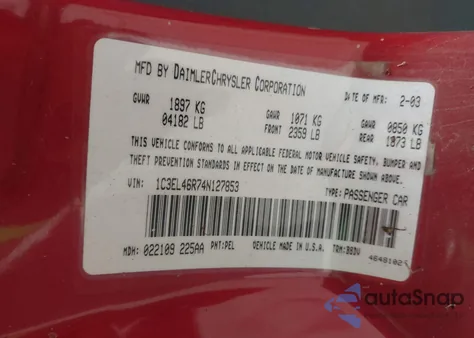 MFD BY DAIMLERCHRYSLER CORPORATION DATE OF MFR: 2-03
GVWR 1897 KG 04182 LB GAWR FRONT 1071 KG 2359 LB GAWR REAR 0850 KG 1873 LB
THIS VEHICLE CONFORMS TO ALL APPLICABLE FEDERAL MOTOR VEHICLE SAFETY, BUMPER AND
THEFT PREVENTION STANDARDS IN EFFECT ON THE DATE OF MANUFACTURE SHOWN ABOVE.
VIN: 1C3EL46R74N127853 TYPE: PASSENGER CAR
MDH: 022109 225AA PNT: PEL VEHICLE MADE IN U.S.A. TRM: B8DV
autaSnap